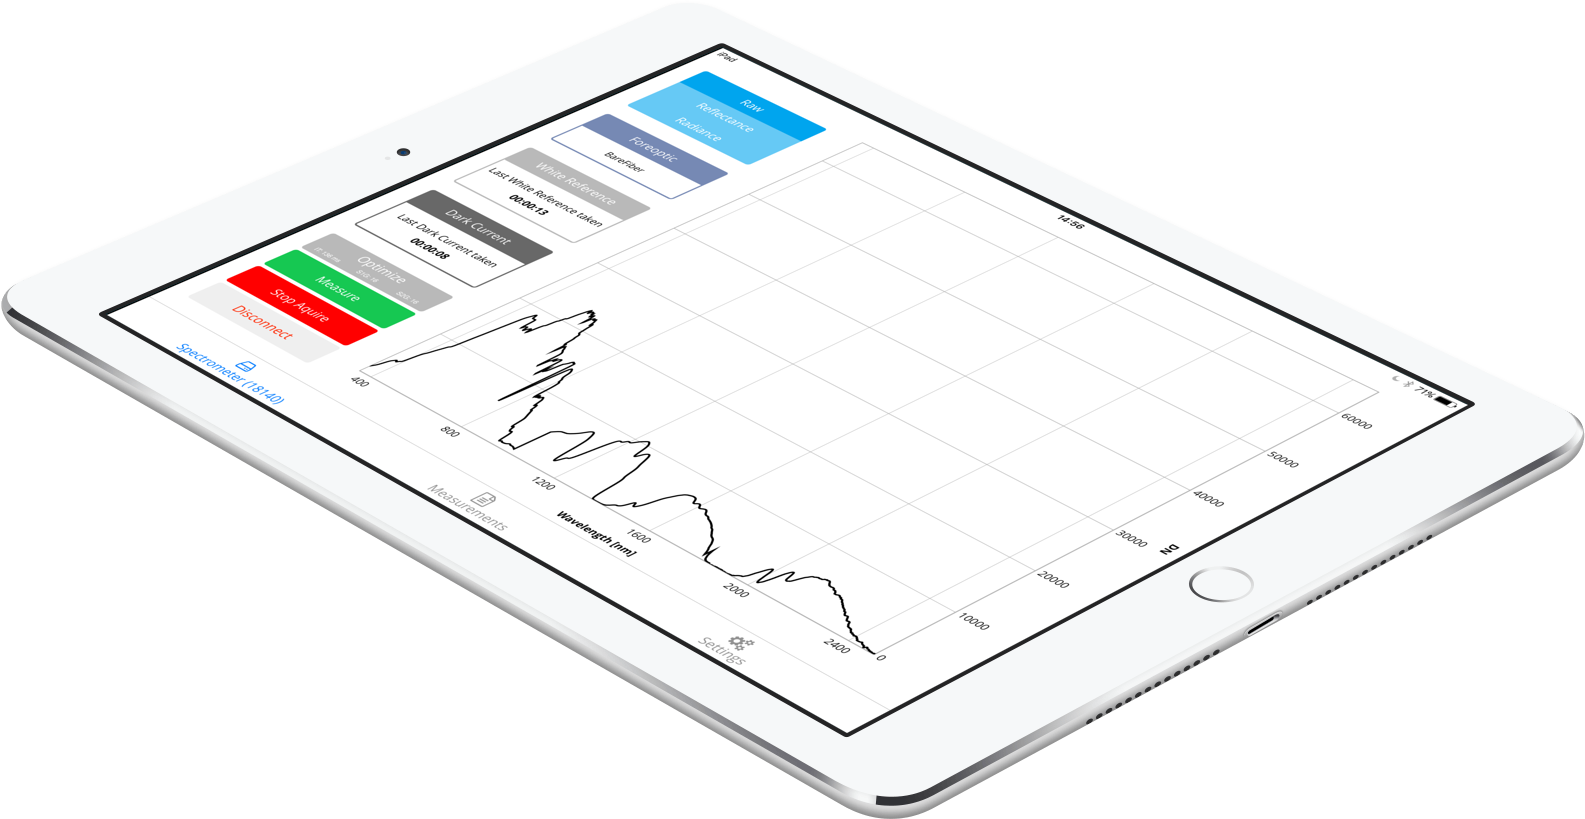 iPad
14:56
71%
Raw
Reflectance
Radiance
Foreoptic
BareFiber
White Reference
Last White Reference taken
00:00:13
Dark Current
Last Dark Current taken
00:00:08
Optimize
Measure
Stop Aquire
Disconnect
60000
50000
40000
30000
20000
10000
0
DN
400
800
1200
1600
2000
2400
Wavelength [nm]
Spectrometer (18140)
Measurements
Settings